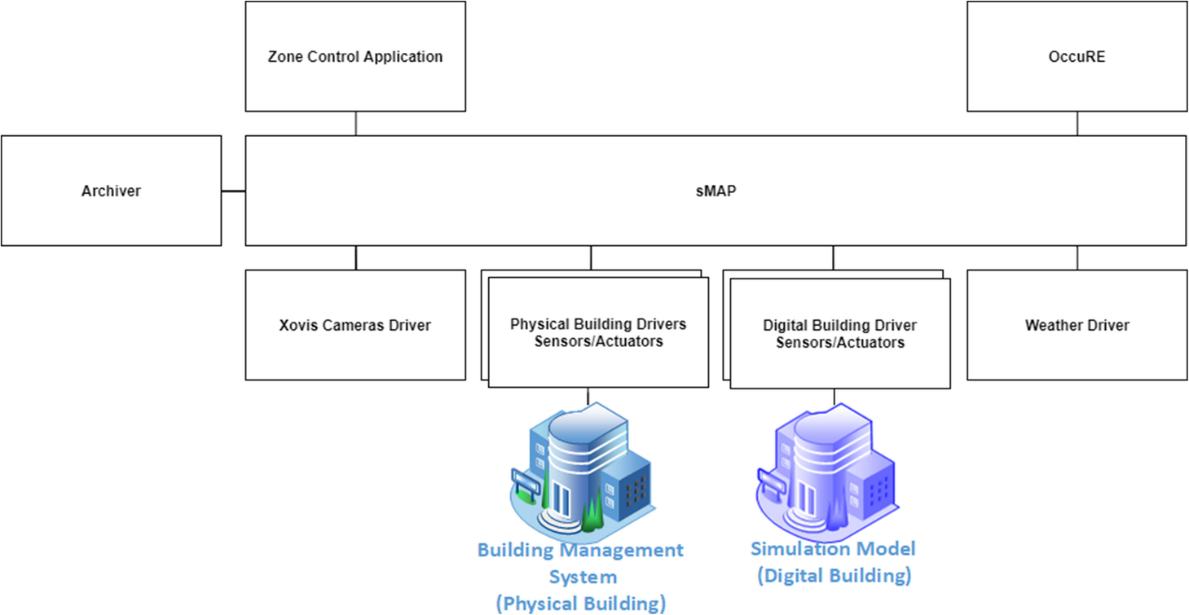 Zone Control Application
OccuRE
Archiver
sMAP
Xovis Cameras Driver
Physical Building Drivers
Sensors/Actuators
Digital Building Driver
Sensors/Actuators
Weather Driver
Building Management
System
(Physical Building)
Simulation Model
(Digital Building)